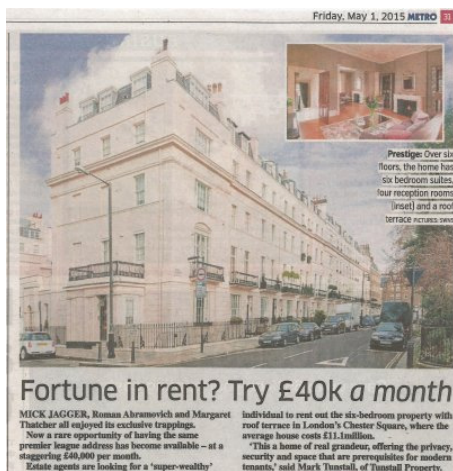 Friday, May 1, 2015 METRO 31
Prestige: Over six
floors, the home has
six bedroom suites,
four reception rooms
(inset) and a roof
terrace PICTURES: SWNS
Fortune in rent? Try £40k a month
MICK JAGGER, Roman Abramovich and Margaret
Thatcher all enjoyed its exclusive trappings.
Now a rare opportunity of having the same
premier league address has become available – at a
staggering £40,000 per month.
Estate agents are looking for a ‘super-wealthy’
individual to rent out the six-bedroom property with
roof terrace in London’s Chester Square, where the
average house costs £11.1million.
‘This is a home of real grandeur, offering the privacy,
security and space that are prerequisites for modern
tenants,’ said Mark Tunstall, of Tunstall Property.